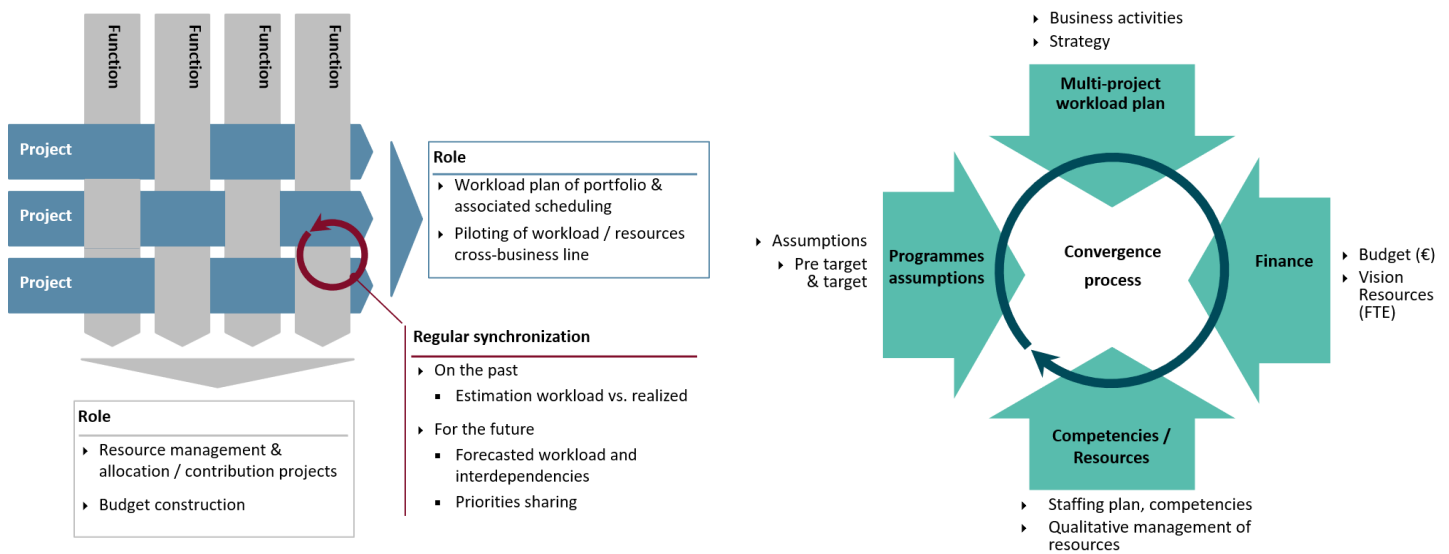 Function
Function
Function
Function
Project
Project
Project
Role
Workload plan of portfolio &
associated scheduling
Piloting of workload / resources
cross-business line
Regular synchronization
On the past
Estimation workload vs. realized
For the future
Forecasted workload and
interdependencies
Priorities sharing
Role
Resource management &
allocation / contribution projects
Budget construction
Business activities
Strategy
Multi-project
workload plan
Assumptions
Pre target
& target
Programmes
assumptions
Convergence
process
Finance
Budget (€)
Vision
Resources
(FTE)
Competencies /
Resources
Staffing plan, competencies
Qualitative management of
resources